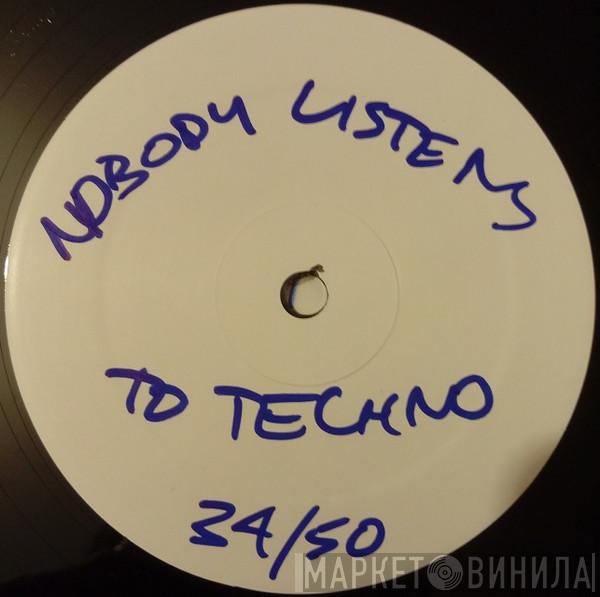 NOBODY LISTENS
TO TECHNO
34/50
МАРКЕТ ВИНИЛА